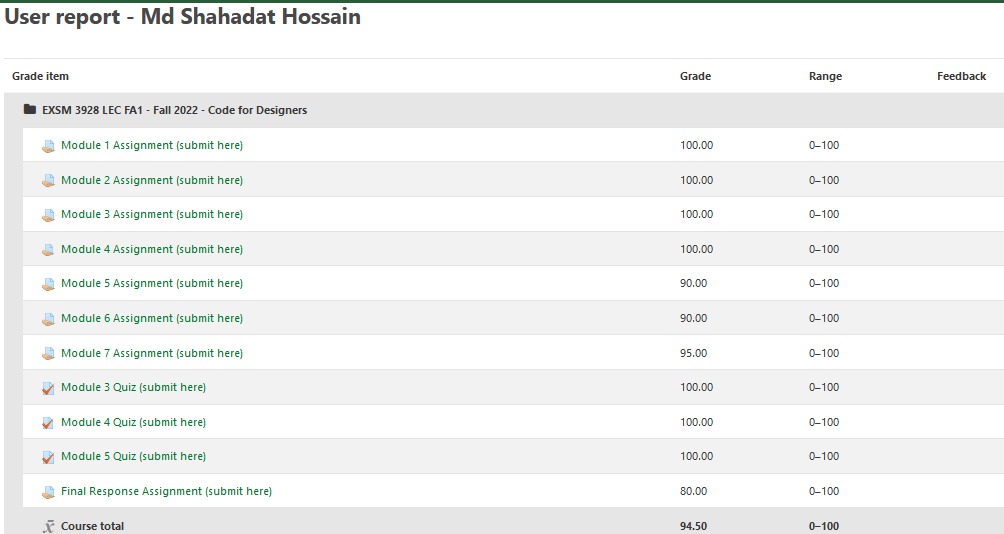 User report - Md Shahadat Hossain
Grade item Grade Range Feedback
EXSM 3928 LEC FA1 - Fall 2022 - Code for Designers
Module 1 Assignment (submit here) 100.00 0–100
Module 2 Assignment (submit here) 100.00 0–100
Module 3 Assignment (submit here) 100.00 0–100
Module 4 Assignment (submit here) 100.00 0–100
Module 5 Assignment (submit here) 90.00 0–100
Module 6 Assignment (submit here) 90.00 0–100
Module 7 Assignment (submit here) 95.00 0–100
Module 3 Quiz (submit here) 100.00 0–100
Module 4 Quiz (submit here) 100.00 0–100
Module 5 Quiz (submit here) 100.00 0–100
Final Response Assignment (submit here) 80.00 0–100
x̄ Course total 94.50 0–100